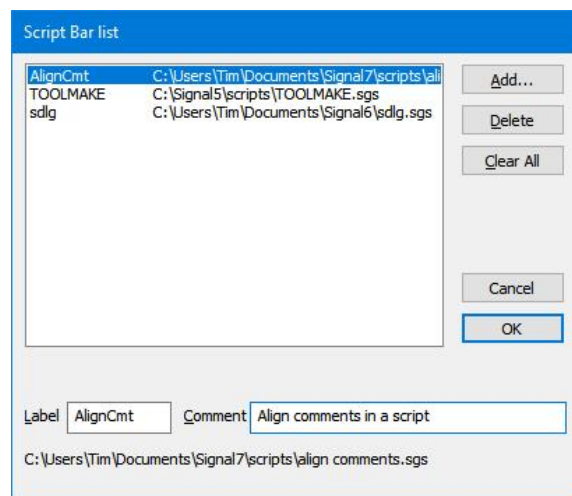 Script Bar list
AlignCmt C:\Users\Tim\Documents\Signal7\scripts\ali
TOOLMAKE C:\Signal5\scripts\TOOLMAKE.sgs
sdlg C:\Users\Tim\Documents\Signal6\sdlg.sgs
Add...
Delete
Clear All
Cancel
OK
Label AlignCmt Comment Align comments in a script
C:\Users\Tim\Documents\Signal7\scripts\align comments.sgs